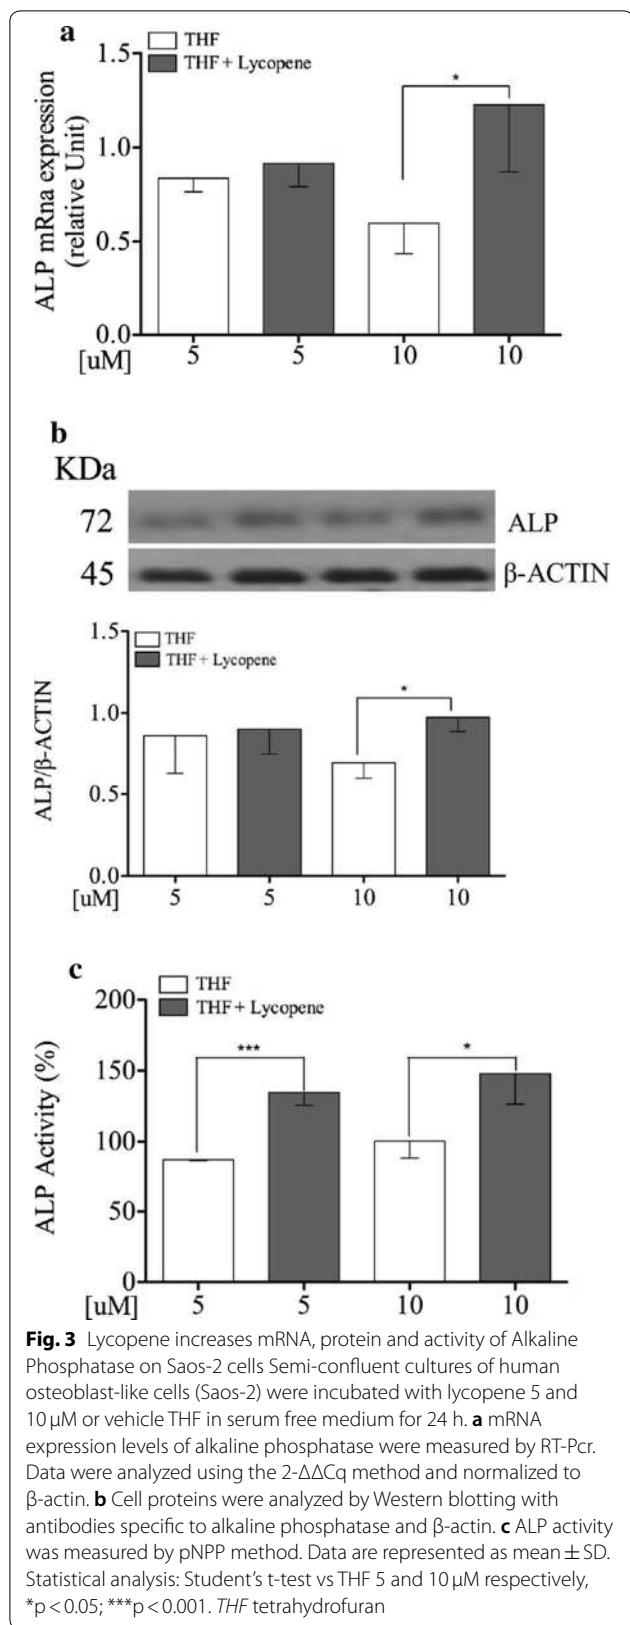 a
THF
THF + Lycopene
1.5
*
1.0
0.5
0.0
ALP mRna expression
(relative Unit)
[uM]
5 5 10 10
b
KDa
72 ALP
45 β-ACTIN
1.5
THF
THF + Lycopene
*
1.0
0.5
0.0
ALP/β-ACTIN
[uM]
5 5 10 10
c
THF
THF + Lycopene
200
***
*
150
100
50
0
ALP Activity (%)
[uM]
5 5 10 10
Fig. 3 Lycopene increases mRNA, protein and activity of Alkaline
Phosphatase on Saos-2 cells Semi-confluent cultures of human
osteoblast-like cells (Saos-2) were incubated with lycopene 5 and
10 μM or vehicle THF in serum free medium for 24 h. a mRNA
expression levels of alkaline phosphatase were measured by RT-Pcr.
Data were analyzed using the 2-ΔΔCq method and normalized to
β-actin. b Cell proteins were analyzed by Western blotting with
antibodies specific to alkaline phosphatase and β-actin. c ALP activity
was measured by pNPP method. Data are represented as mean ± SD.
Statistical analysis: Student's t-test vs THF 5 and 10 μM respectively,
*p < 0.05; ***p < 0.001. THF tetrahydrofuran